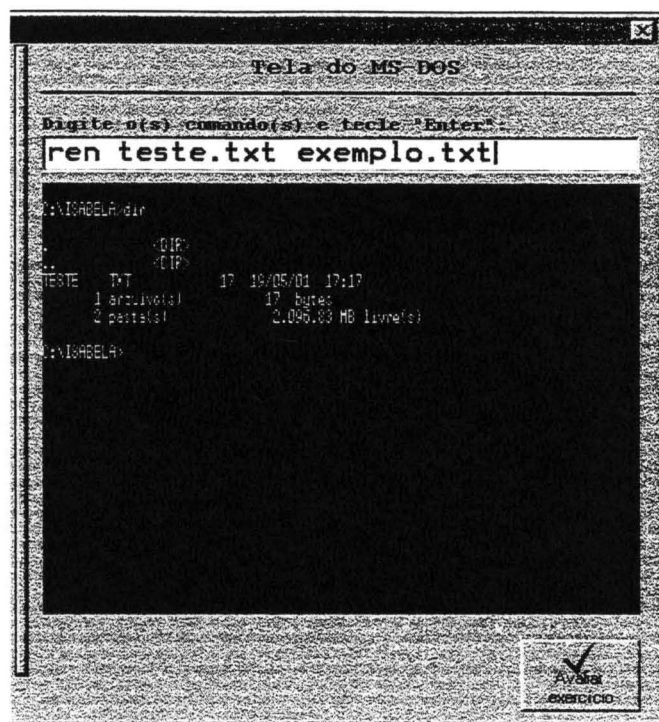 Tela do MS-DOS
Digite o(s) comando(s) e tecle "Enter"
ren teste.txt exemplo.txt
C:\ISABELA>dir
. <DIR>
.. <DIR>
TESTE TXT 17 19/05/01 17:17
1 arquivo(s) 17 bytes
2 pasta(s) 2.096.83 MB livre(s)
C:\ISABELA>
Avaliar
exercício